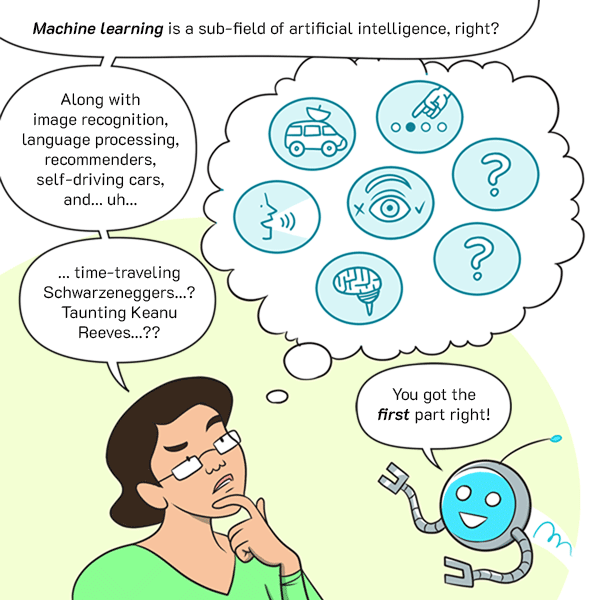 Machine learning is a sub-field of artificial intelligence, right?
Along with
image recognition,
language processing,
recommenders,
self-driving cars,
and... uh...
... time-traveling
Schwarzeneggers...?
Taunting Keanu
Reeves...??
? 
?
You got the
first part right!